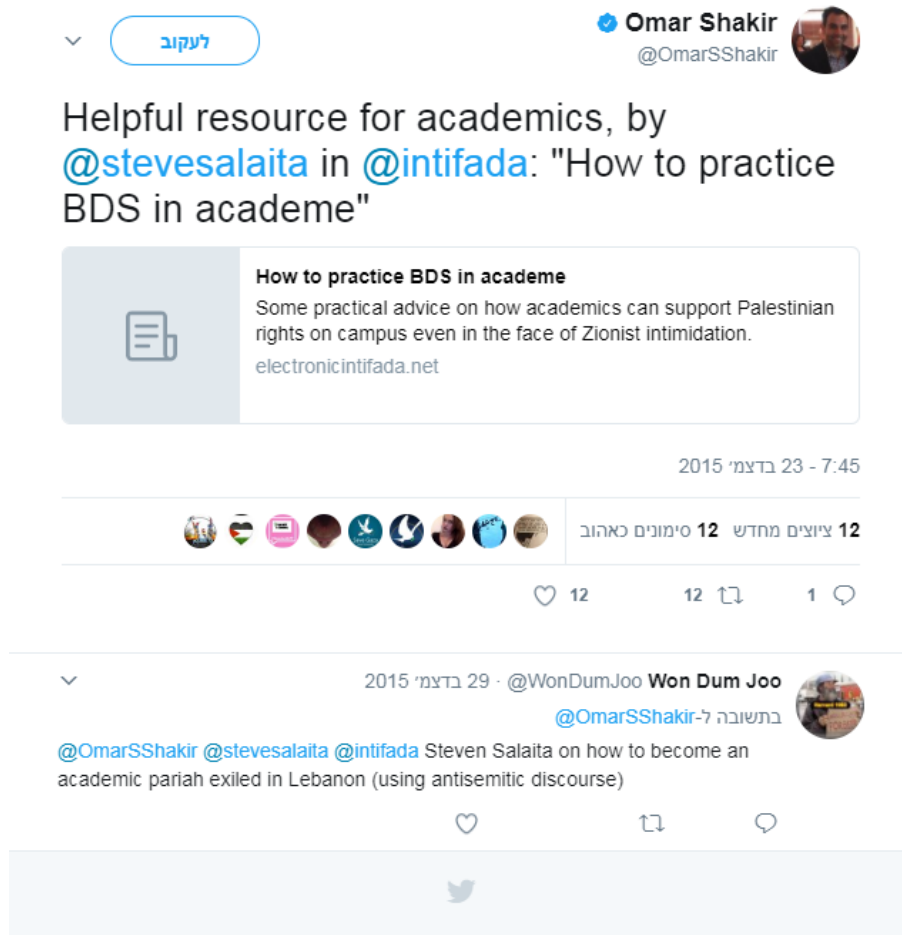 Omar Shakir
@OmarSShakir
לעקוב
Helpful resource for academics, by
@stevesalaita in @intifada: "How to practice
BDS in academe"
How to practice BDS in academe
Some practical advice on how academics can support Palestinian
rights on campus even in the face of Zionist intimidation.
electronicintifada.net
7:45 - 23 בדצמ׳ 2015
12 ציוצים מחדש 12 סימונים כאהוב
1 12 12
Won Dum Joo @WonDumJoo · 29 בדצמ׳ 2015
בתשובה ל-@OmarSShakir
@OmarSShakir @stevesalaita @intifada Steven Salaita on how to become an
academic pariah exiled in Lebanon (using antisemitic discourse)